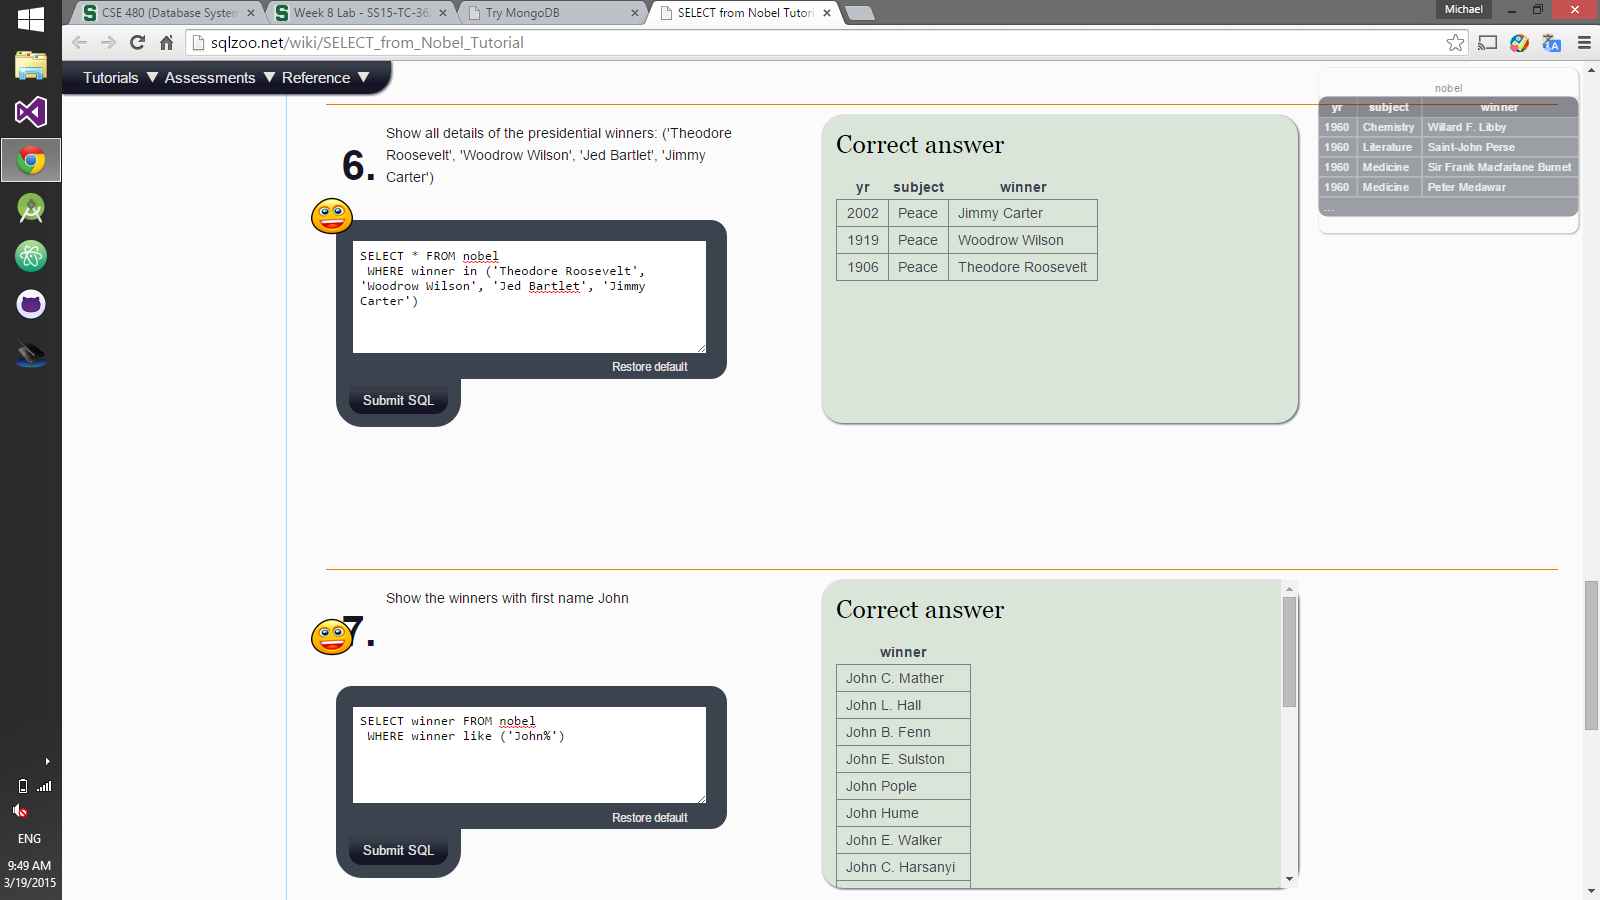 CSE 480 (Database System
Week 8 Lab - SS15-TC-36
Try MongoDB
SELECT from Nobel Tutori
Michael
sqlzoo.net/wiki/SELECT_from_Nobel_Tutorial
Tutorials ▼ Assessments ▼ Reference ▼
nobel
yr subject winner
1960 Chemistry Willard F. Libby
1960 Literature Saint-John Perse
1960 Medicine Sir Frank Macfarlane Burnet
1960 Medicine Peter Medawar
...
6.
Show all details of the presidential winners: ('Theodore
Roosevelt', 'Woodrow Wilson', 'Jed Bartlet', 'Jimmy
Carter')
SELECT * FROM nobel
WHERE winner in ('Theodore Roosevelt',
'Woodrow Wilson', 'Jed Bartlet', 'Jimmy
Carter')
Restore default
Submit SQL
Correct answer
yr subject winner
2002 Peace Jimmy Carter
1919 Peace Woodrow Wilson
1906 Peace Theodore Roosevelt
7.
Show the winners with first name John
SELECT winner FROM nobel
WHERE winner like ('John%')
Restore default
Submit SQL
Correct answer
winner
John C. Mather
John L. Hall
John B. Fenn
John E. Sulston
John Pople
John Hume
John E. Walker
John C. Harsanyi
ENG
9:49 AM
3/19/2015